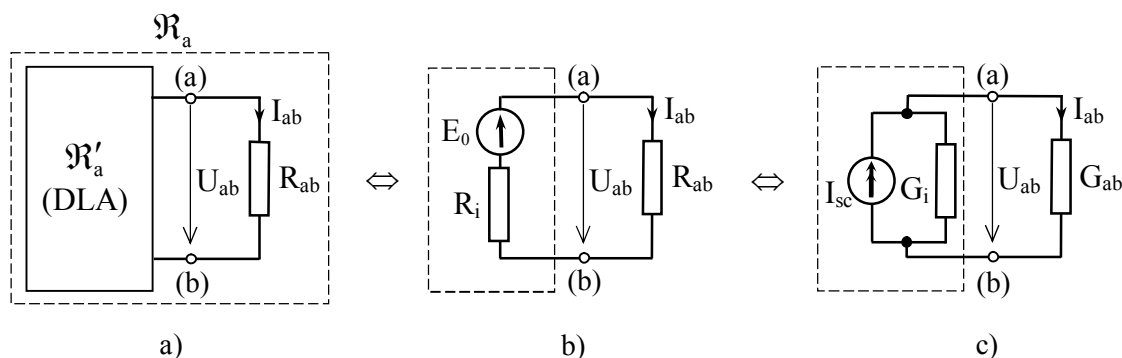 ℜa
(a) (a) (a)
Iab Iab Iab
E0
ℜ'a
(DLA) Uab Rab ⇔ Ri Uab Rab ⇔ Isc Gi Uab Gab
(b) (b) (b)
a) b) c)